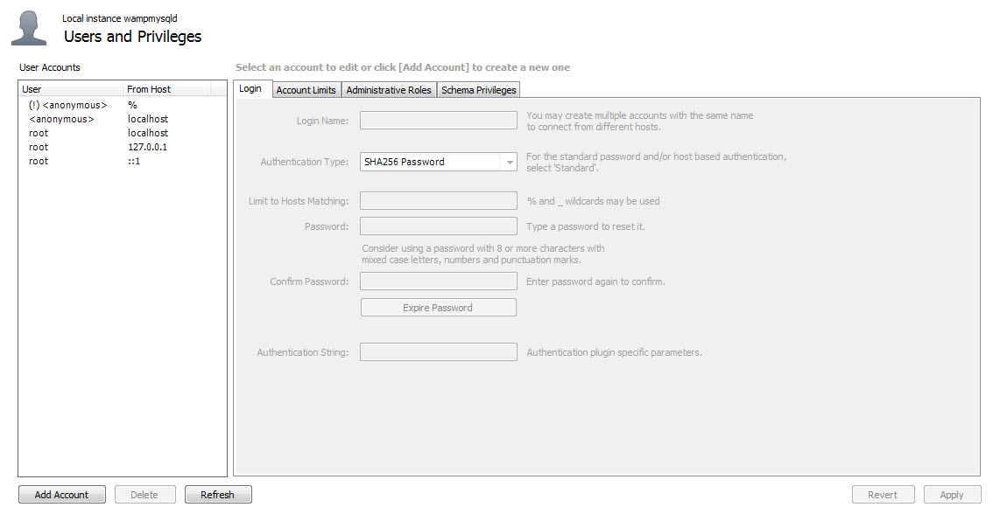 Local instance wampmysqld
Users and Privileges
User Accounts
User From Host
(!) <anonymous> %
<anonymous> localhost
root localhost
root 127.0.0.1
root ::1
Add Account Delete Refresh
Select an account to edit or click [Add Account] to create a new one
Login Account Limits Administrative Roles Schema Privileges
Login Name: You may create multiple accounts with the same name
to connect from different hosts.
Authentication Type: SHA256 Password For the standard password and/or host based authentication,
select 'Standard'.
Limit to Hosts Matching: % and _ wildcards may be used
Password: Type a password to reset it.
Consider using a password with 8 or more characters with
mixed case letters, numbers and punctuation marks.
Confirm Password: Enter password again to confirm.
Expire Password
Authentication String: Authentication plugin specific parameters.
Revert Apply